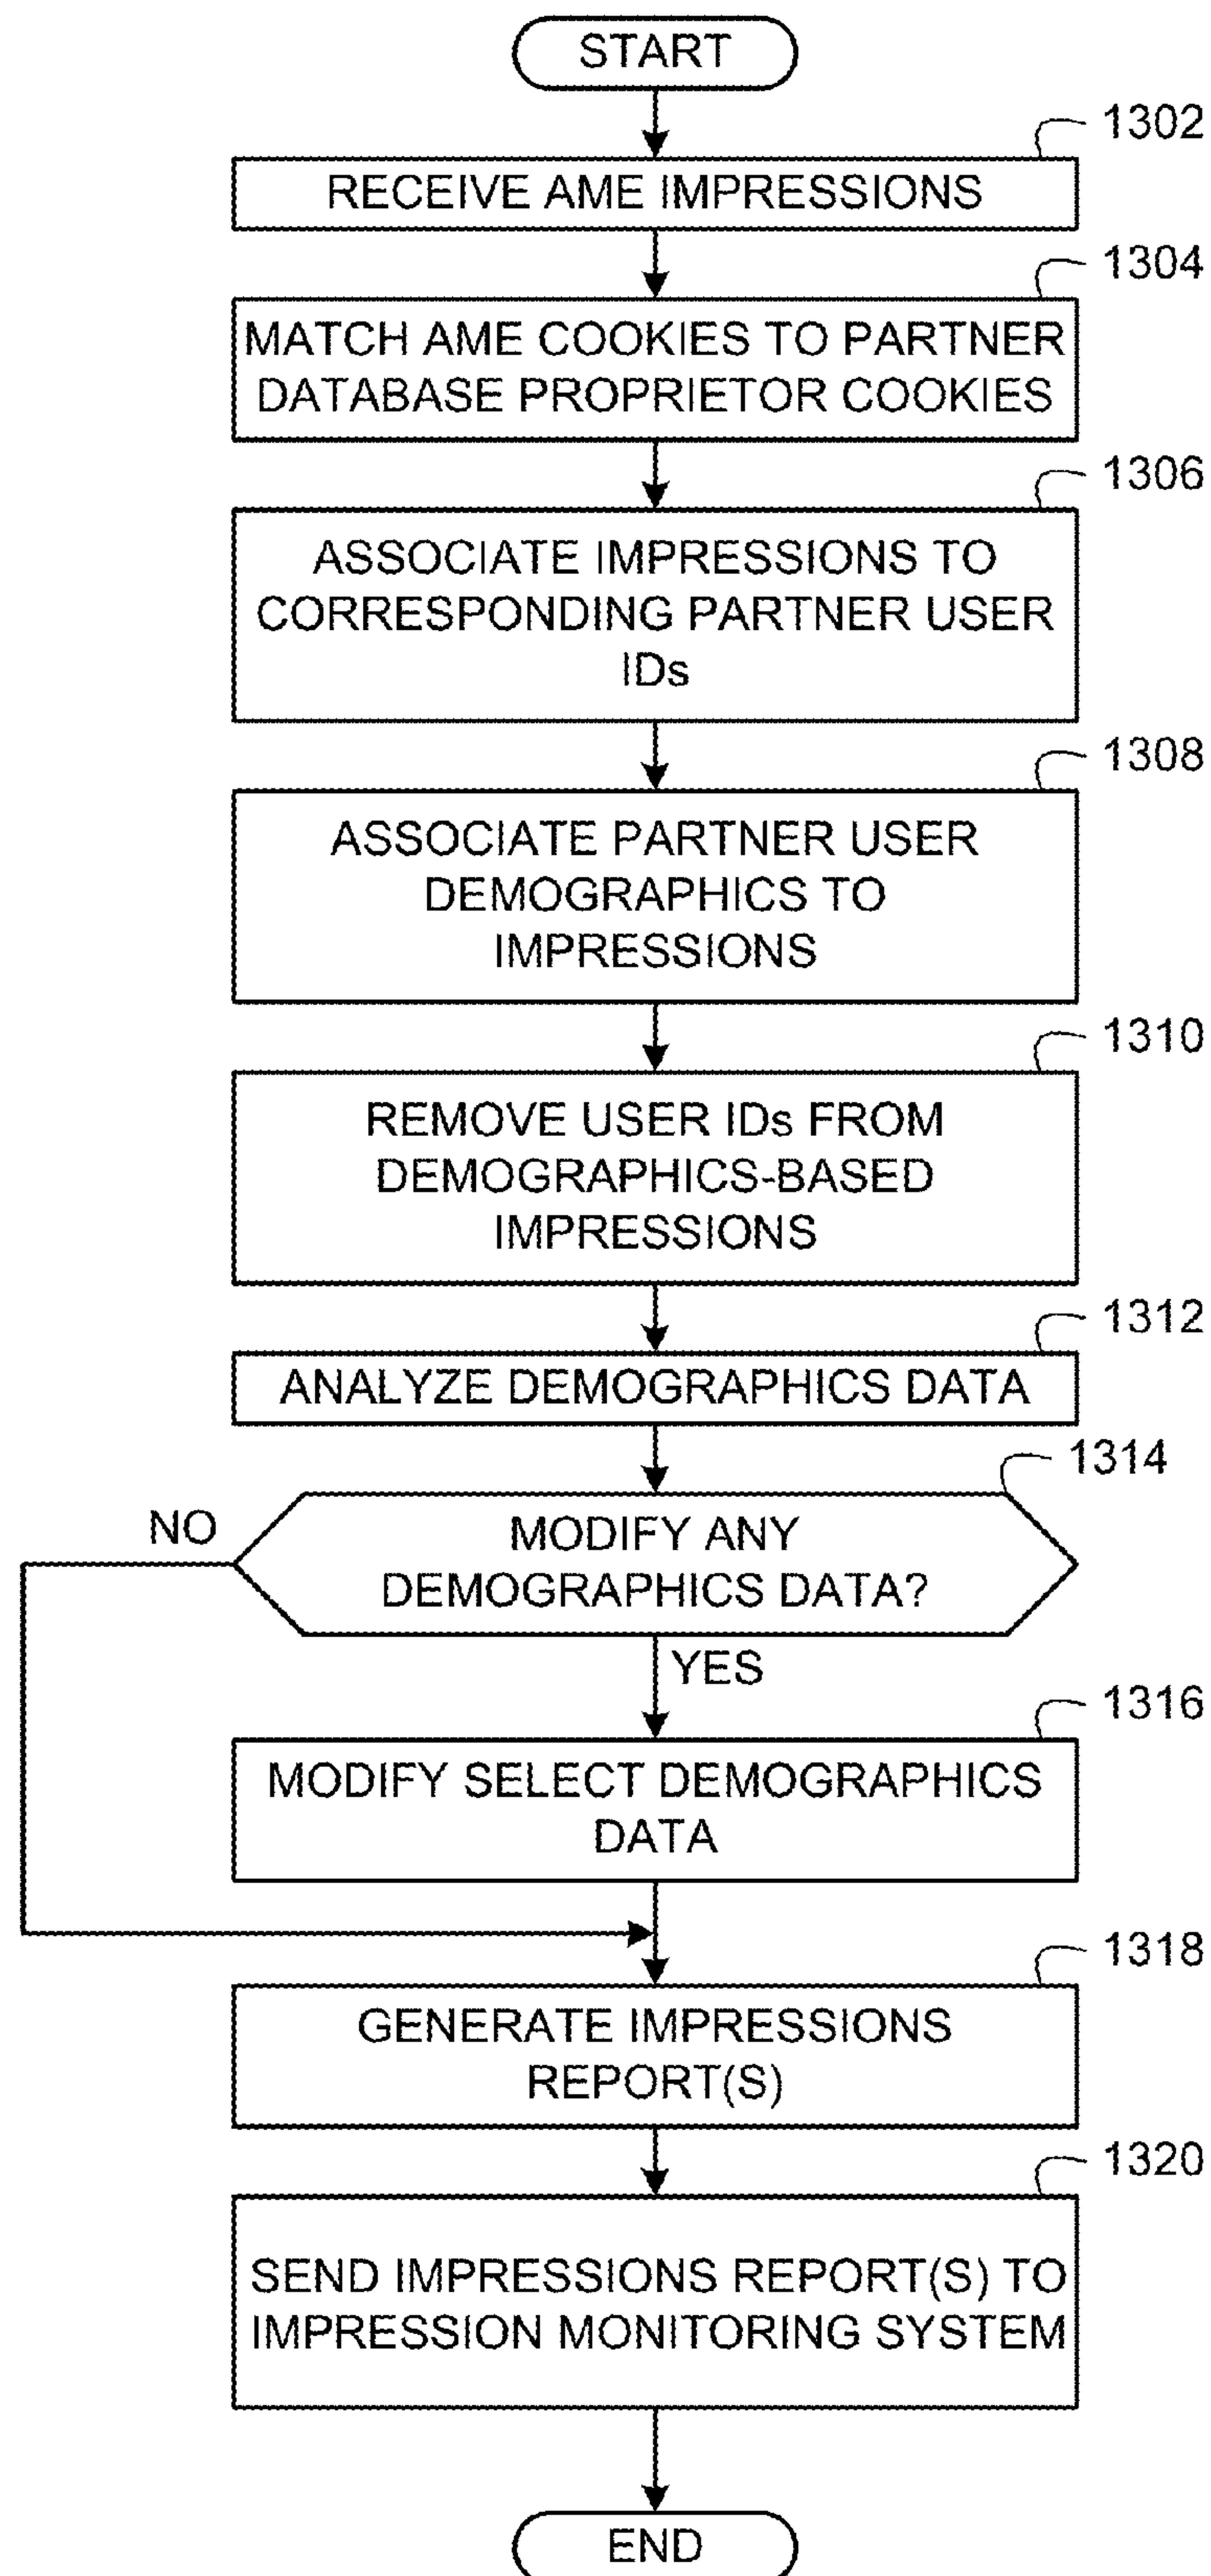 START
1302
RECEIVE AME IMPRESSIONS
1304
MATCH AME COOKIES TO PARTNER
DATABASE PROPRIETOR COOKIES
1306
ASSOCIATE IMPRESSIONS TO
CORRESPONDING PARTNER USER
IDs
1308
ASSOCIATE PARTNER USER
DEMOGRAPHICS TO
IMPRESSIONS
1310
REMOVE USER IDs FROM
DEMOGRAPHICS-BASED
IMPRESSIONS
1312
ANALYZE DEMOGRAPHICS DATA
1314
NO
MODIFY ANY
DEMOGRAPHICS DATA?
YES
1316
MODIFY SELECT DEMOGRAPHICS
DATA
1318
GENERATE IMPRESSIONS
REPORT(S)
1320
SEND IMPRESSIONS REPORT(S) TO
IMPRESSION MONITORING SYSTEM
END